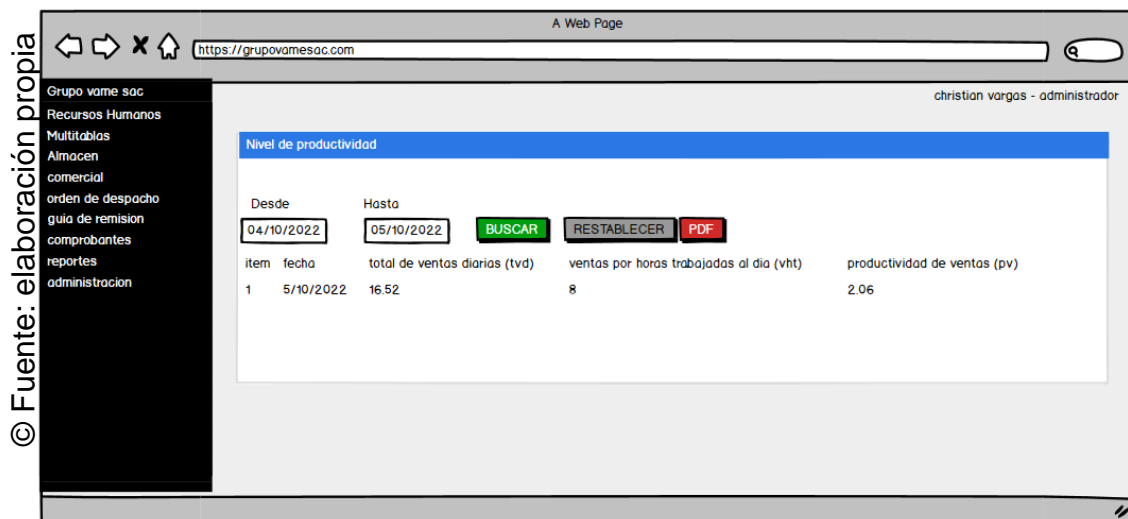 A Web Page
https://grupovamesac.com
© Fuente: elaboración propia
Grupo vame sac
Recursos Humanos
Multitablas
Almacen
comercial
orden de despacho
guia de remision
comprobantes
reportes
administracion
christian vargas - administrador
Nivel de productividad
Desde Hasta
04/10/2022 05/10/2022 BUSCAR RESTABLECER PDF
item fecha total de ventas diarias (tvd) ventas por horas trabajadas al dia (vht) productividad de ventas (pv)
1 5/10/2022 16.52 8 2.06